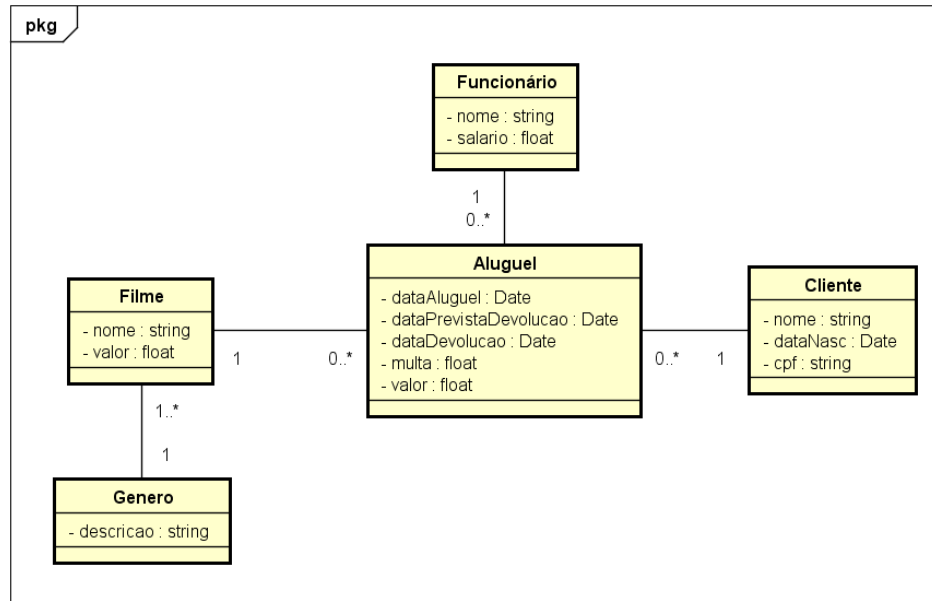 pkg
Funcionário
- nome : string
- salario : float
1
0..*
Aluguel
- dataAluguel : Date
- dataPrevistaDevolucao : Date
- dataDevolucao : Date
- multa : float
- valor : float
Filme
- nome : string
- valor : float
1
0..*
Cliente
- nome : string
- dataNasc : Date
- cpf : string
0..*
1
1..*
1
Genero
- descricao : string